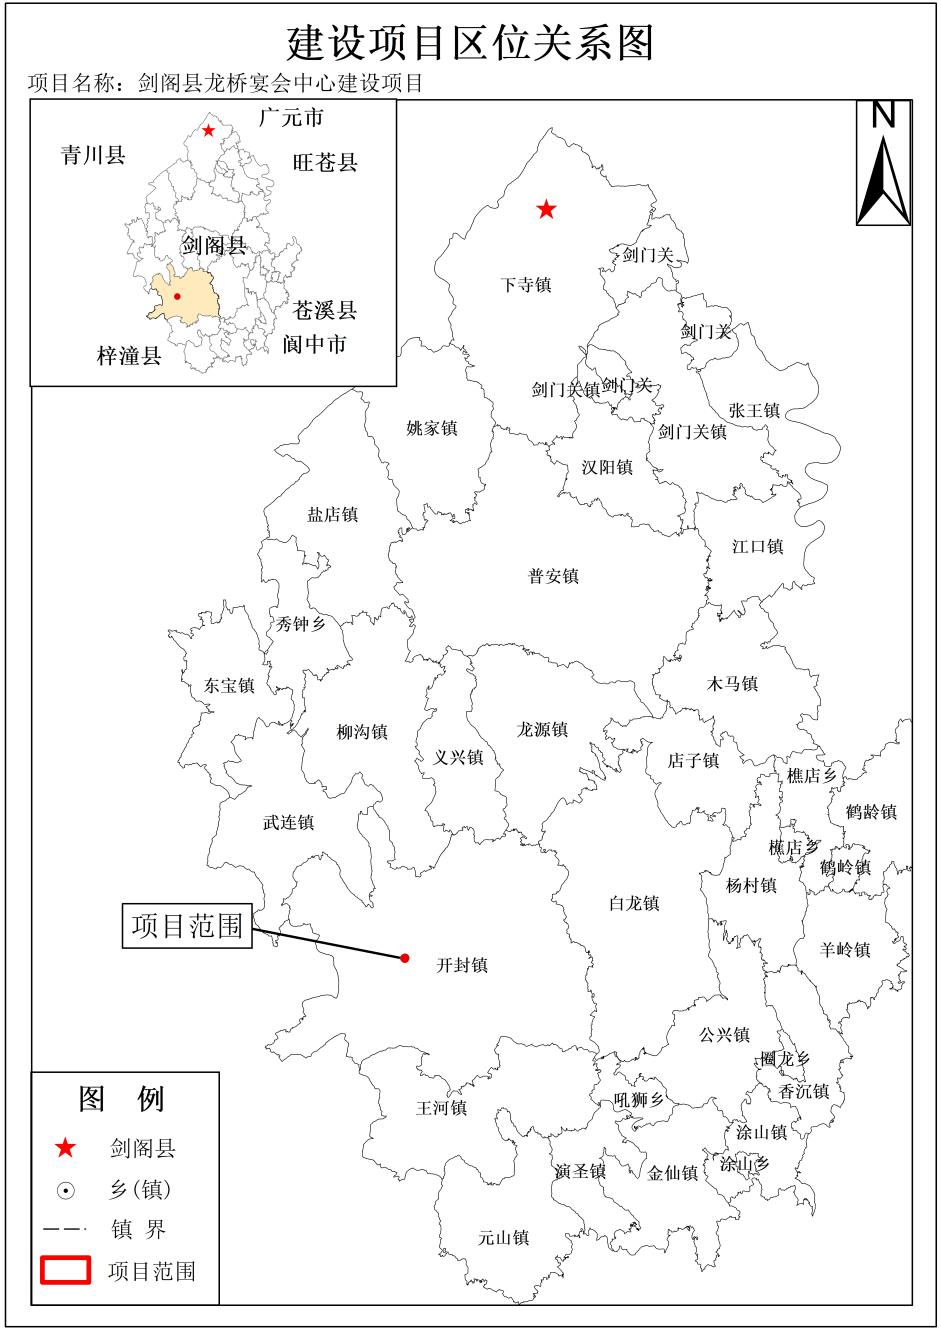 建设项目区位关系图
项目名称：剑阁县龙桥宴会中心建设项目
广元市
青川县
旺苍县
剑阁县
苍溪县
阆中市
梓潼县
N
剑门关
下寺镇
剑门关
剑门关镇
剑门关
张王镇
姚家镇
剑门关镇
汉阳镇
盐店镇
江口镇
普安镇
秀钟乡
东宝镇
木马镇
柳沟镇
龙源镇
义兴镇
店子镇
樵店乡
鹤龄镇
武连镇
樵店乡
鹤岭镇
杨村镇
白龙镇
项目范围
羊岭镇
开封镇
公兴镇
圈龙乡
香沉镇
吼狮乡
王河镇
涂山镇
涂山乡
演圣镇
金仙镇
元山镇
图 例
剑阁县
乡(镇)
镇 界
项目范围